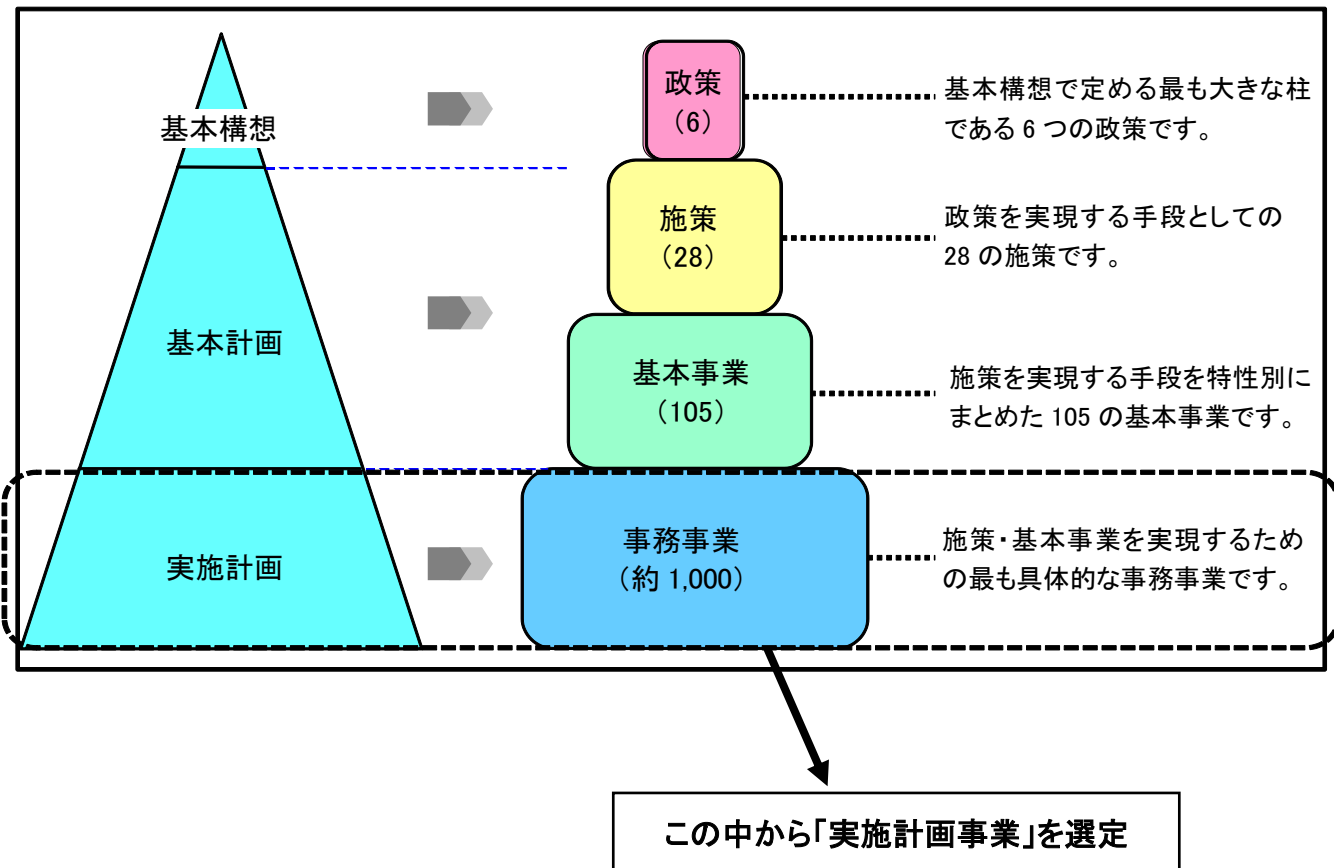 基本構想
政策
（6）
基本構想で定める最も大きな柱
である 6 つの政策です。
施策
（28）
政策を実現する手段としての
28 の施策です。
基本計画
基本事業
（105）
施策を実現する手段を特性別に
まとめた 105 の基本事業です。
実施計画
事務事業
（約 1,000）
施策・基本事業を実現するため
の最も具体的な事務事業です。
この中から「実施計画事業」を選定